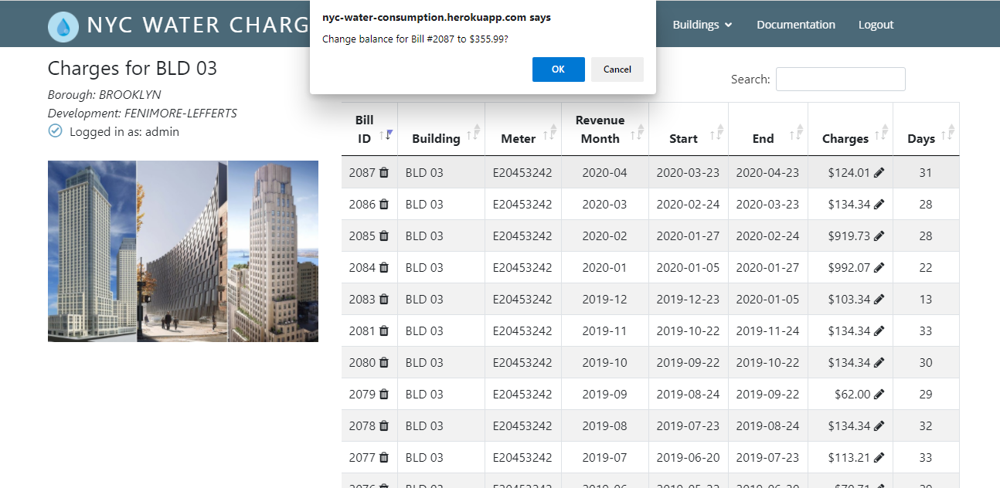 NYC WATER CHARG
nyc-water-consumption.herokuapp.com says
Change balance for Bill #2087 to $355.99?
OK Cancel
Buildings Documentation Logout
Charges for BLD 03
Borough: BROOKLYN
Development: FENIMORE-LEFFERTS
Logged in as: admin
Search:
Bill ID Building Meter Revenue Month Start End Charges Days
2087 BLD 03 E20453242 2020-04 2020-03-23 2020-04-23 $124.01 31
2086 BLD 03 E20453242 2020-03 2020-02-24 2020-03-23 $134.34 28
2085 BLD 03 E20453242 2020-02 2020-01-27 2020-02-24 $919.73 28
2084 BLD 03 E20453242 2020-01 2020-01-05 2020-01-27 $992.07 22
2083 BLD 03 E20453242 2019-12 2019-12-23 2020-01-05 $103.34 13
2081 BLD 03 E20453242 2019-11 2019-10-22 2019-11-24 $134.34 33
2080 BLD 03 E20453242 2019-10 2019-09-22 2019-10-22 $134.34 30
2079 BLD 03 E20453242 2019-09 2019-08-24 2019-09-22 $62.00 29
2078 BLD 03 E20453242 2019-08 2019-07-23 2019-08-24 $134.34 32
2077 BLD 03 E20453242 2019-07 2019-06-20 2019-07-23 $113.21 33